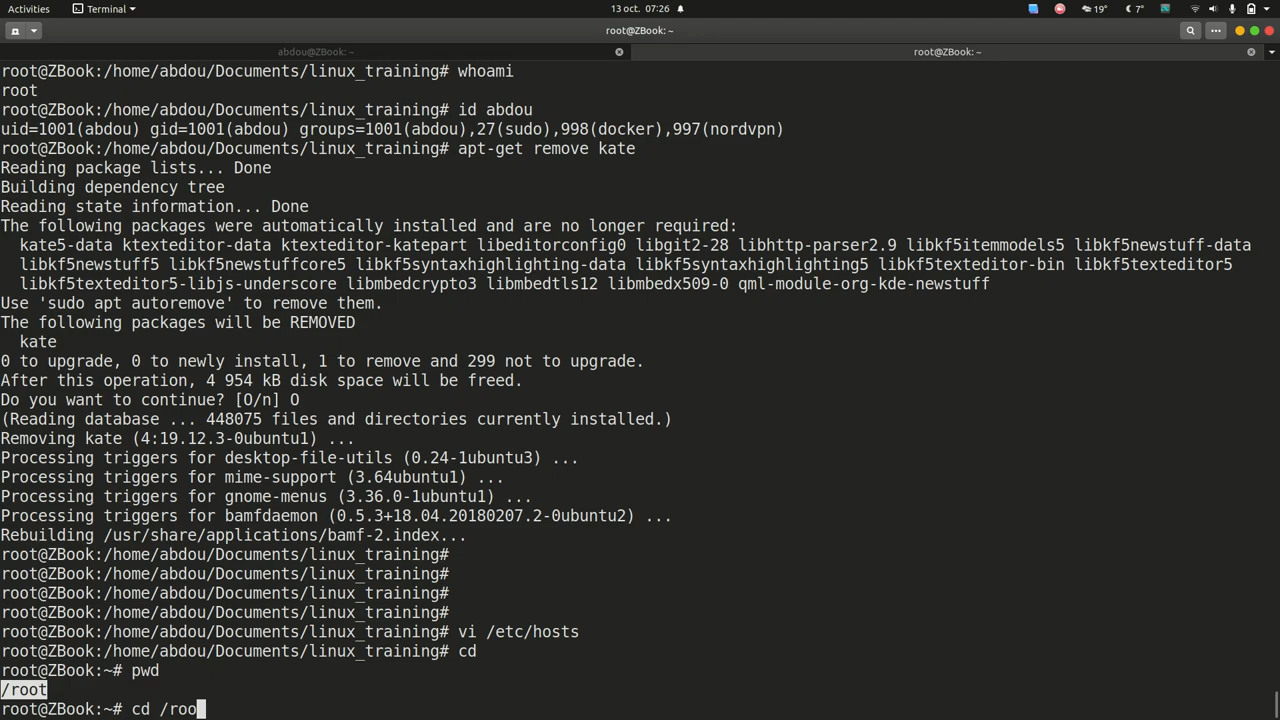 Activities
Terminal
13 oct. 07:26
19°
7°
root@ZBook: ~
abdou@ZBook: ~
root@ZBook: ~
root@ZBook:/home/abdou/Documents/linux_training# whoami
root
root@ZBook:/home/abdou/Documents/linux_training# id abdou
uid=1001(abdou) gid=1001(abdou) groups=1001(abdou),27(sudo),998(docker),997(nordvpn)
root@ZBook:/home/abdou/Documents/linux_training# apt-get remove kate
Reading package lists... Done
Building dependency tree
Reading state information... Done
The following packages were automatically installed and are no longer required:
kate5-data ktexteditor-data ktexteditor-katepart libeditorconfig0 libgit2-28 libhttp-parser2.9 libkf5itemmodels5 libkf5newstuff-data
libkf5newstuff5 libkf5newstuffcore5 libkf5syntaxhighlighting-data libkf5syntaxhighlighting5 libkf5texteditor-bin libkf5texteditor5
libkf5texteditor5-libjs-underscore libmbedcrypto3 libmbedtls12 libmbedx509-0 qml-module-org-kde-newstuff
Use 'sudo apt autoremove' to remove them.
The following packages will be REMOVED
kate
0 to upgrade, 0 to newly install, 1 to remove and 299 not to upgrade.
After this operation, 4 954 kB disk space will be freed.
Do you want to continue? [O/n] O
(Reading database ... 448075 files and directories currently installed.)
Removing kate (4:19.12.3-0ubuntu1) ...
Processing triggers for desktop-file-utils (0.24-1ubuntu3) ...
Processing triggers for mime-support (3.64ubuntu1) ...
Processing triggers for gnome-menus (3.36.0-1ubuntu1) ...
Processing triggers for bamfdaemon (0.5.3+18.04.20180207.2-0ubuntu2) ...
Rebuilding /usr/share/applications/bamf-2.index...
root@ZBook:/home/abdou/Documents/linux_training#
root@ZBook:/home/abdou/Documents/linux_training#
root@ZBook:/home/abdou/Documents/linux_training#
root@ZBook:/home/abdou/Documents/linux_training#
root@ZBook:/home/abdou/Documents/linux_training# vi /etc/hosts
root@ZBook:/home/abdou/Documents/linux_training# cd
root@ZBook:~# pwd
/root
root@ZBook:~# cd /roo